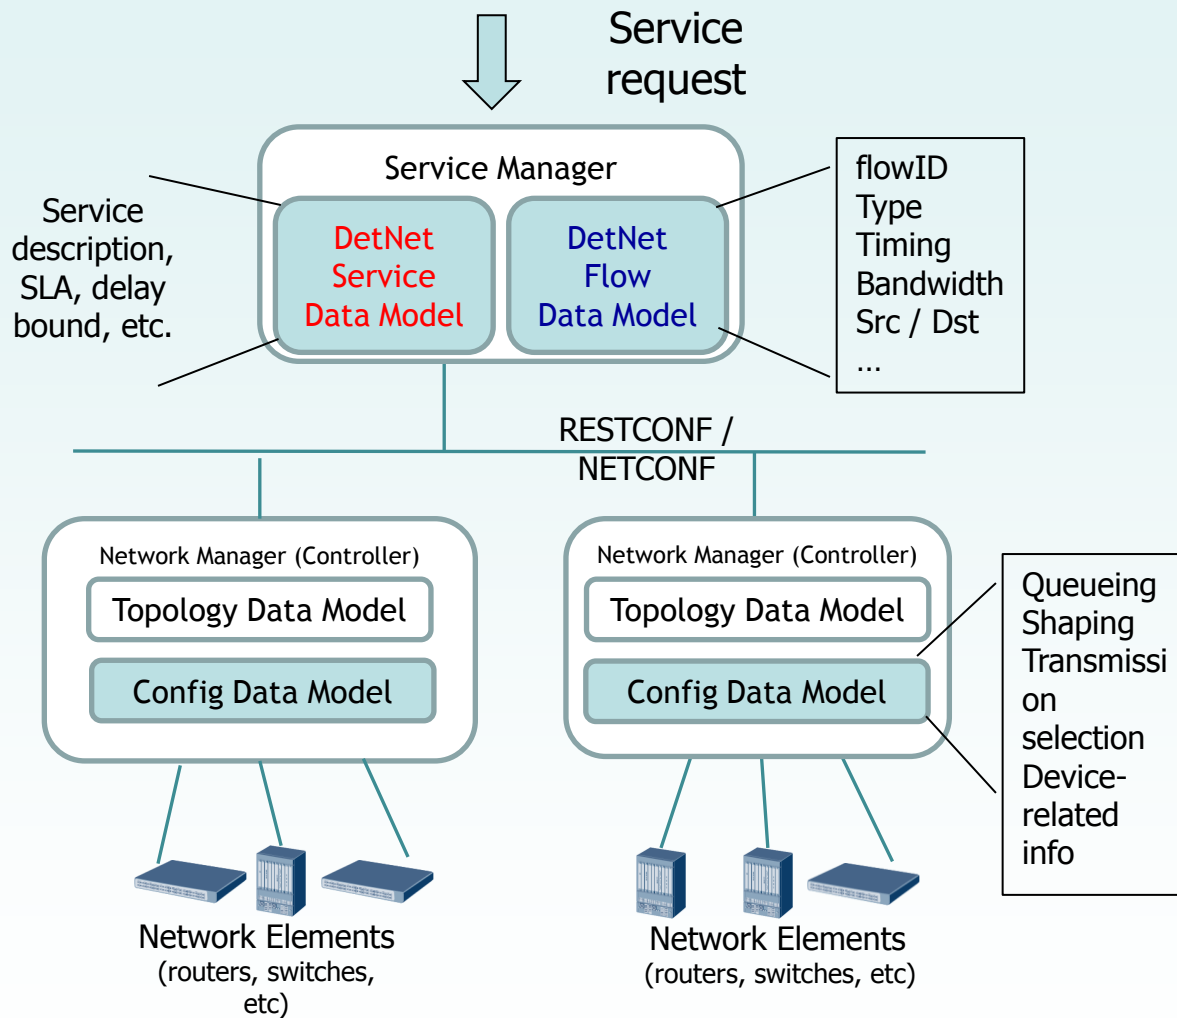 Service
request
Service Manager
Service
description,
SLA, delay
bound, etc.
DetNet
Service
Data Model
DetNet
Flow
Data Model
flowID
Type
Timing
Bandwidth
Src / Dst
...
RESTCONF /
NETCONF
Network Manager (Controller)
Topology Data Model
Config Data Model
Network Manager (Controller)
Topology Data Model
Config Data Model
Queueing
Shaping
Transmissi
on
selection
Device-
related
info
Network Elements
(routers, switches,
etc)
Network Elements
(routers, switches, etc)